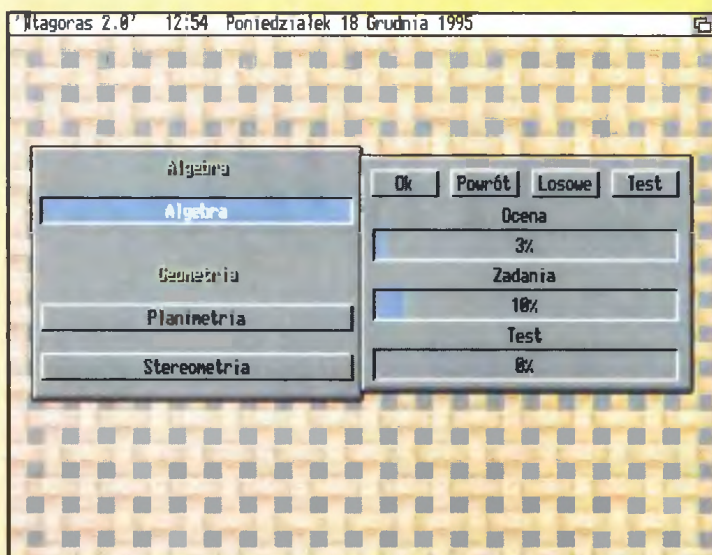 2.0' 12:54 Poniedziałek 18 Grudnia 1995
Algebra
Algebra
Geometria
Planimetria
Stereometria
Ok Powrót Losowe Test
Ocena
3%
Zadania
10%
Test
0%